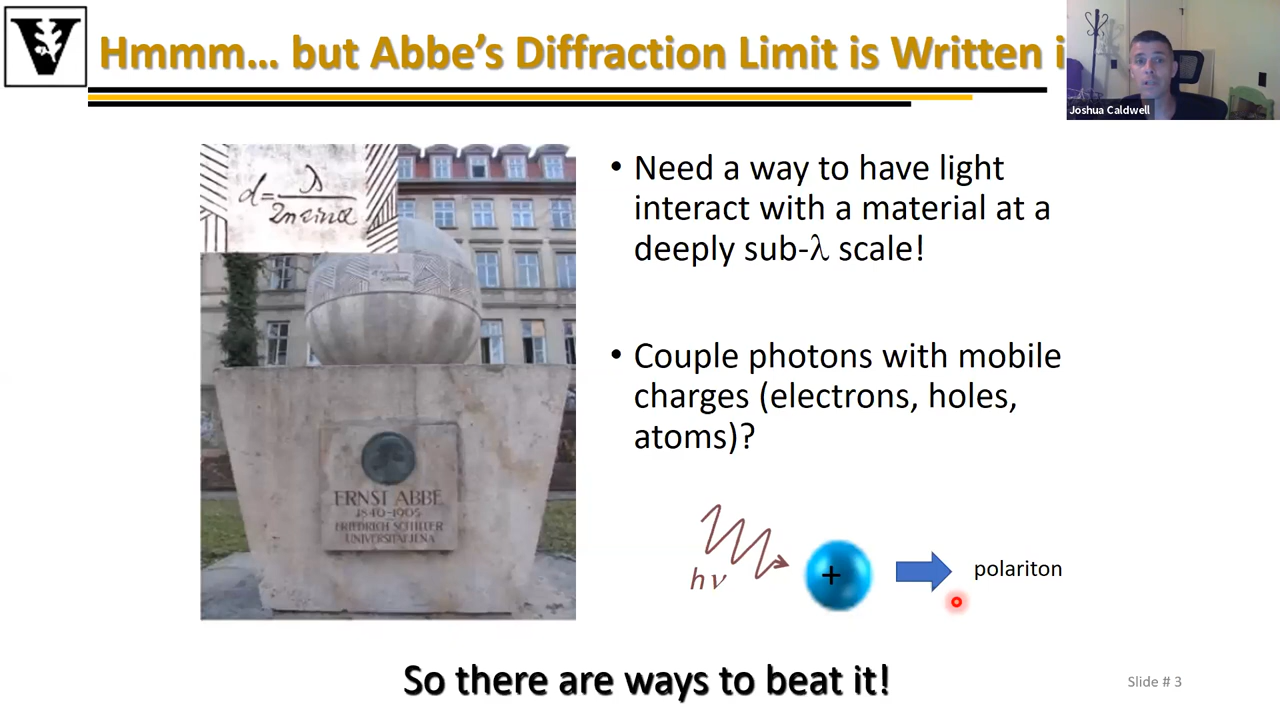 Hmmm... but Abbe's Diffraction Limit is Written i
Joshua Caldwell
d = λ / 2n sin α
ERNST ABBE
1840-1905
FRIEDRICH SCHILLER
UNIVERSITÄT JENA
• Need a way to have light
interact with a material at a
deeply sub-λ scale!
• Couple photons with mobile
charges (electrons, holes,
atoms)?
hν
+
polariton
So there are ways to beat it!
Slide # 3